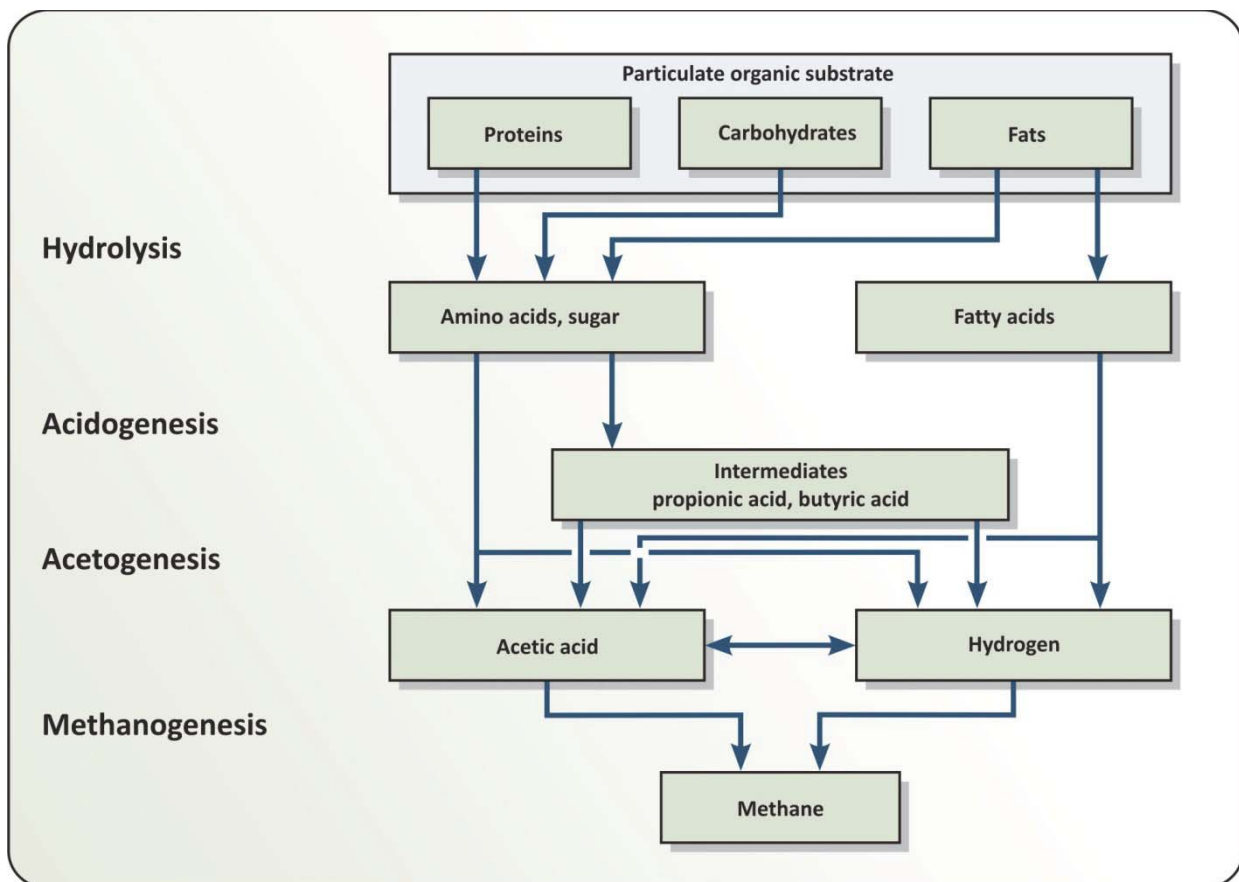 Particulate organic substrate
Proteins
Carbohydrates
Fats
Hydrolysis
Amino acids, sugar
Fatty acids
Acidogenesis
Intermediates
propionic acid, butyric acid
Acetogenesis
Acetic acid
Hydrogen
Methanogenesis
Methane